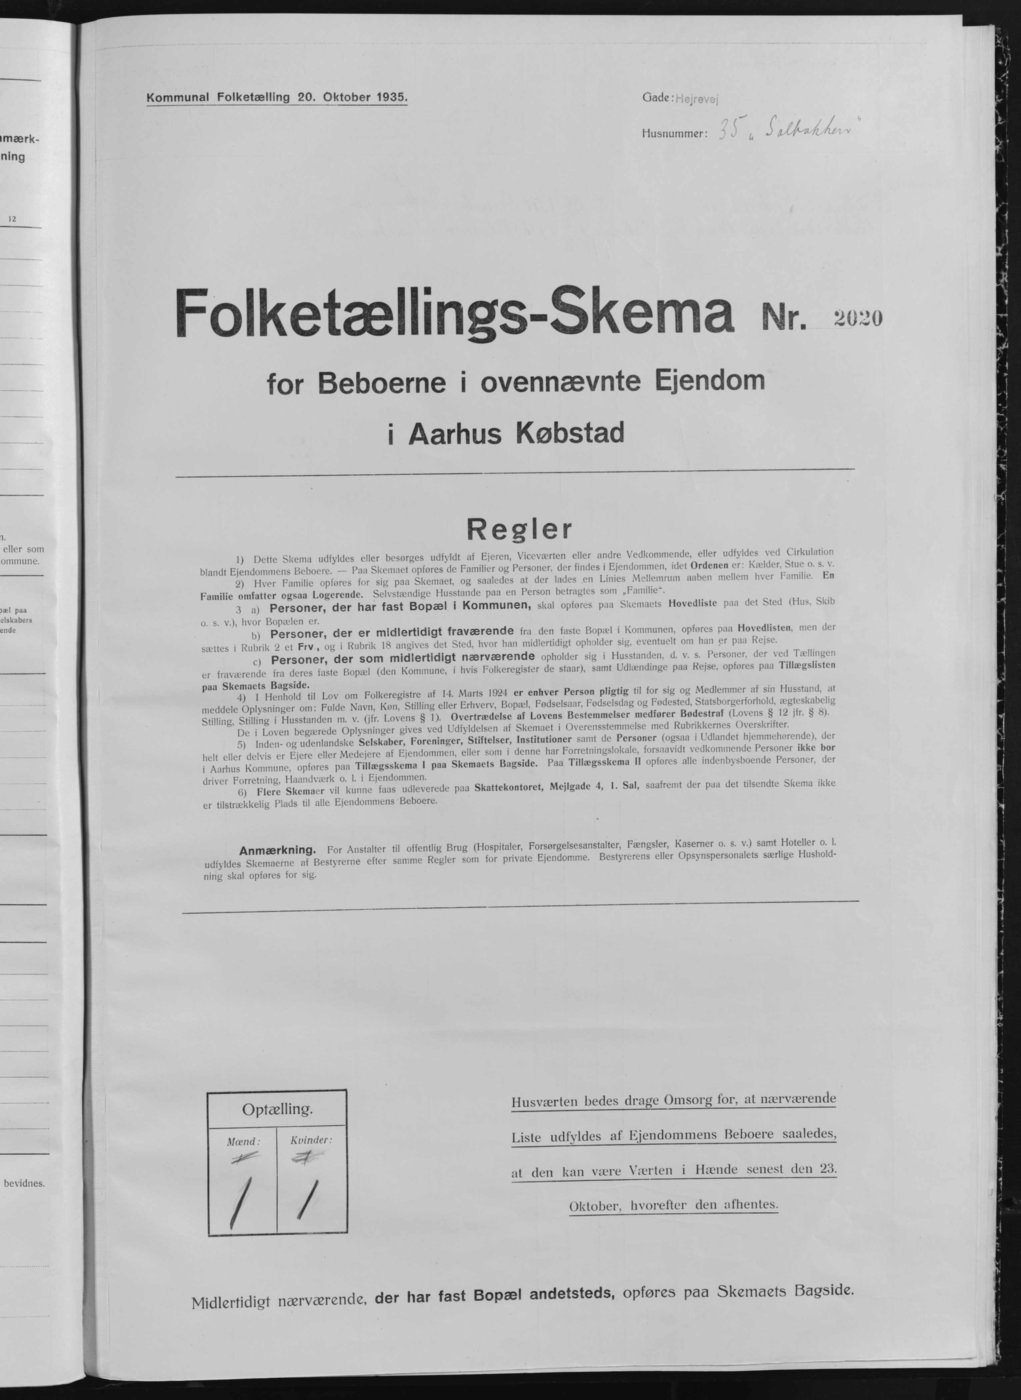 mærk-
ning
12
eller som
ommune.
pæl paa
elskabers
ende
bevidnes.
Kommunal Folketælling 20. Oktober 1935.
Gade: Hejrevej
Husnummer: 35 „Solbakken"
Folketællings-Skema Nr. 2020
for Beboerne i ovennævnte Ejendom
i Aarhus Købstad
Regler
1) Dette Skema udfyldes eller besørges udfyldt af Ejeren, Viceværten eller andre Vedkommende, eller udfyldes ved Cirkulation
blandt Ejendommens Beboere. — Paa Skemaet opføres de Familier og Personer, der findes i Ejendommen, idet Ordenen er: Kælder, Stue o. s. v.
2) Hver Familie opføres for sig paa Skemaet, og saaledes at der lades en Linies Mellemrum aaben mellem hver Familie. En
Familie omfatter ogsaa Logerende. Selvstændige Husstande paa en Person betragtes som „Familie“.
3 a) Personer, der har fast Bopæl i Kommunen, skal opføres paa Skemaets Hovedliste paa det Sted (Hus, Skib
o. s. v.), hvor Bopælen er.
b) Personer, der er midlertidigt fraværende fra den faste Bopæl i Kommunen, opføres paa Hovedlisten, men der
sættes i Rubrik 2 et Frv., og i Rubrik 18 angives det Sted, hvor han midlertidigt opholder sig, eventuelt om han er paa Rejse.
c) Personer, der som midlertidigt nærværende opholder sig i Husstanden, d. v. s. Personer, der ved Tællingen
er fraværende fra deres faste Bopæl (den Kommune, i hvis Folkeregister de staar), samt Udlændinge paa Rejse, opføres paa Tillægslisten
paa Skemaets Bagside.
4) I Henhold til Lov om Folkeregistre af 14. Marts 1924 er enhver Person pligtig til for sig og Medlemmer af sin Husstand, at
meddele Oplysninger om: Fulde Navn, Køn, Stilling eller Erhverv, Bopæl, Fødselsaar, Fødselsdag og Fødested, Statsborgerforhold, ægteskabelig
Stilling, Stilling i Husstanden m. v. (jfr. Lovens § 1). Overtrædelse af Lovens Bestemmelser medfører Bødestraf (Lovens § 12 jfr. § 8).
De i Loven begærede Oplysninger gives ved Udfyldelsen af Skemaet i Overensstemmelse med Rubrikkernes Overskrifter.
5) Inden- og udenlandske Selskaber, Foreninger, Stiftelser, Institutioner samt de Personer (ogsaa i Udlandet hjemmehørende), der
helt eller delvis er Ejere eller Medejere af Ejendommen, eller som i denne har Forretningslokale, forsaavidt vedkommende Personer ikke bor
i Aarhus Kommune, opføres paa Tillægsskema I paa Skemaets Bagside. Paa Tillægsskema II opføres alle indenbysboende Personer, der
driver Forretning, Haandværk o. l. i Ejendommen.
6) Flere Skemaer vil kunne faas udleverede paa Skattekontoret, Mejlgade 4, 1. Sal, saafremt der paa det tilsendte Skema ikke
er tilstrækkelig Plads til alle Ejendommens Beboere.
Anmærkning. For Anstalter til offentlig Brug (Hospitaler, Forsørgelsesanstalter, Fængsler, Kaserner o. s. v.) samt Hoteller o. l.
udfyldes Skemaerne af Bestyrerne efter samme Regler som for private Ejendomme. Bestyrerens eller Opsynspersonalets særlige Hushold-
ning skal opføres for sig.
Optælling.
Mænd: Kvinder:
1 1
Husværten bedes drage Omsorg for, at nærværende
Liste udfyldes af Ejendommens Beboere saaledes,
at den kan være Værten i Hænde senest den 23.
Oktober, hvorefter den afhentes.
Midlertidigt nærværende, der har fast Bopæl andetsteds, opføres paa Skemaets Bagside.